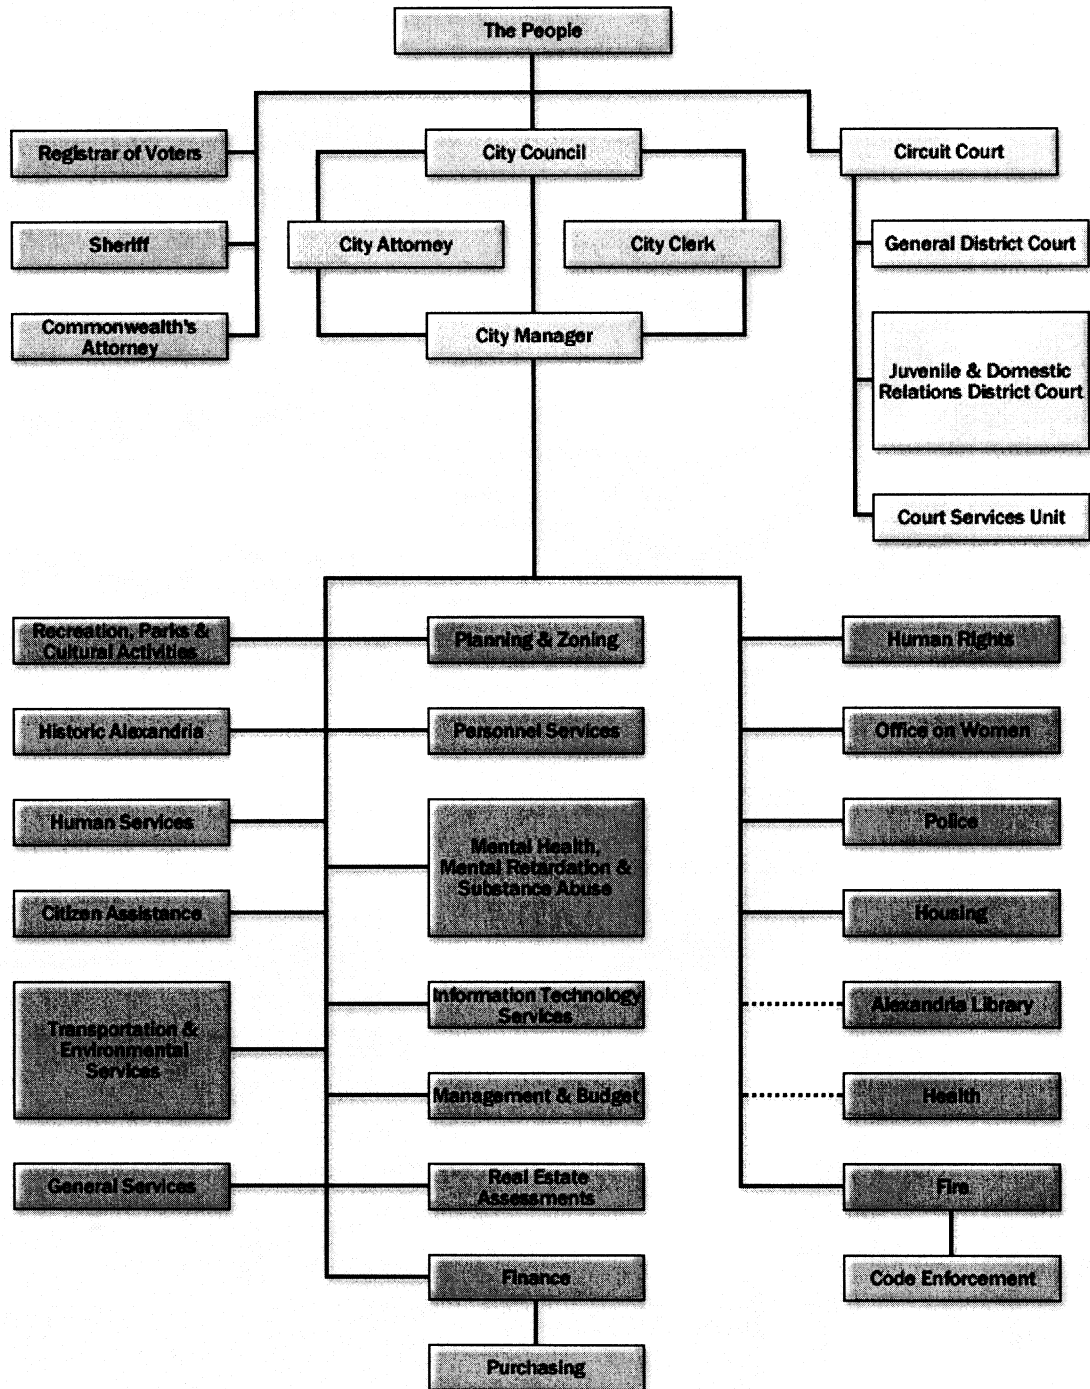 The People
Registrar of Voters
City Council
Circuit Court
Sheriff
City Attorney
City Clerk
General District Court
Commonwealth's
Attorney
City Manager
Juvenile & Domestic
Relations District Court
Court Services Unit
Recreation, Parks &
Cultural Activities
Planning & Zoning
Human Rights
Historic Alexandria
Personnel Services
Office on Women
Human Services
Mental Health,
Mental Retardation &
Substance Abuse
Police
Citizen Assistance
Housing
Transportation &
Environmental
Services
Information Technology
Services
Alexandria Library
Management & Budget
Health
General Services
Real Estate
Assessments
Fire
Finance
Code Enforcement
Purchasing